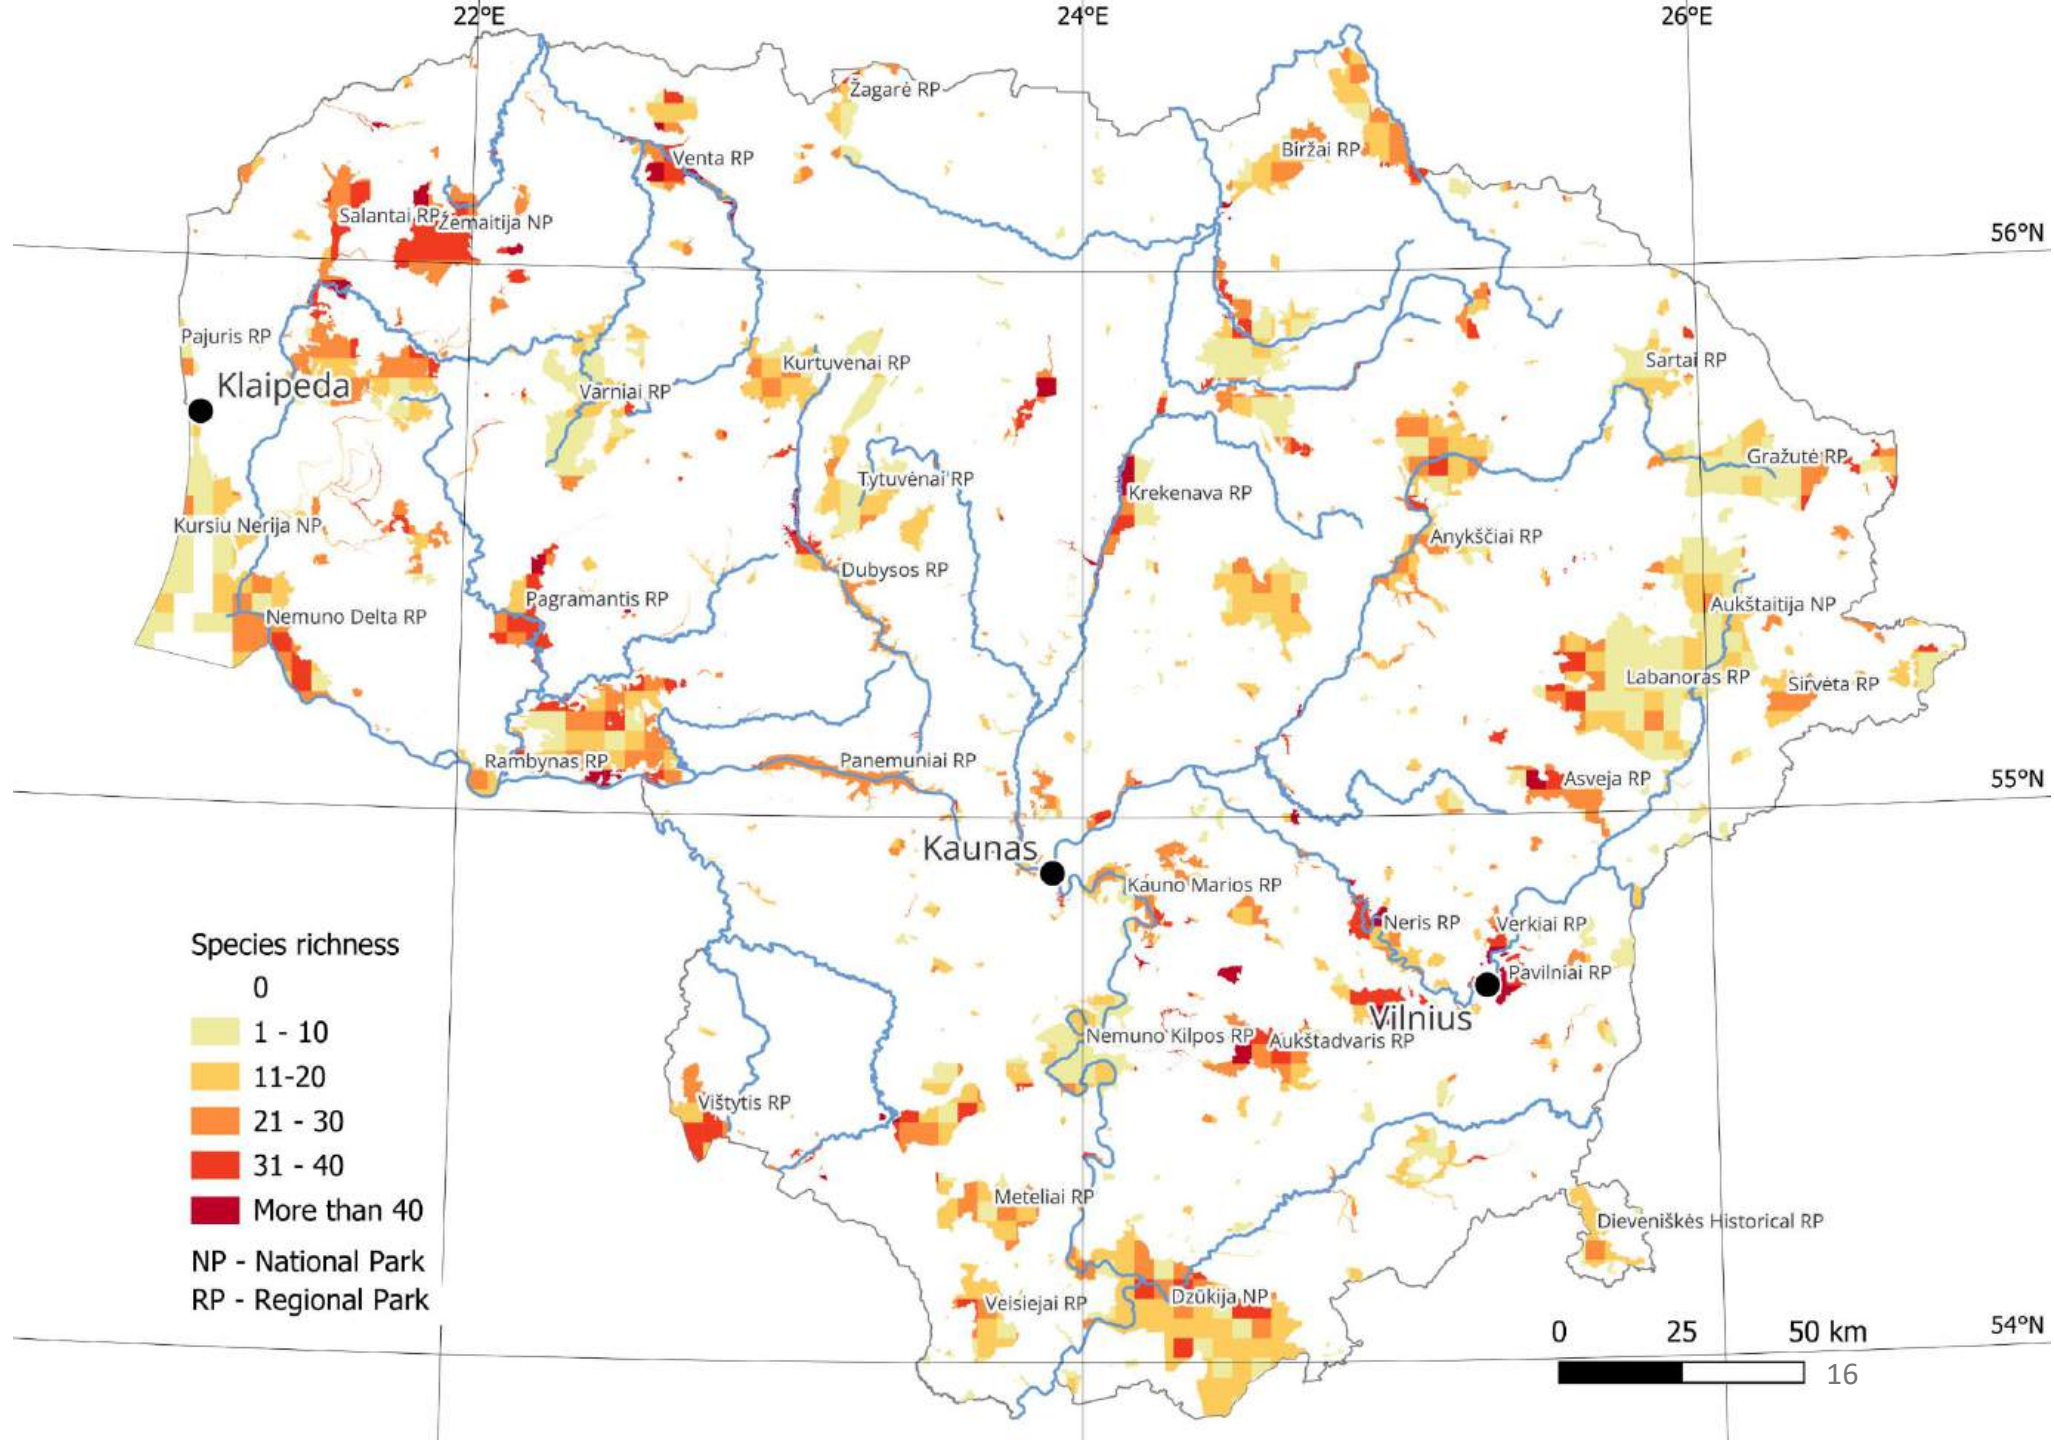 22°E
24°E
26°E
Žagarė RP
Biržai RP
Venta RP
Salantai RP
Žemaitija NP
56°N
Pajuris RP
Klaipeda
Kurtuvenai RP
Varniai RP
Sartai RP
Gražutė RP
Tytuvėnai RP
Krekenava RP
Kursiu Nerija NP
Anykščiai RP
Dubysos RP
Pagramantis RP
Nemuno Delta RP
Aukštaitija NP
Labanoras RP
Sirvėta RP
Rambynas RP
Panemuniai RP
Asveja RP
55°N
Kaunas
Kauno Marios RP
Neris RP
Verkiai RP
Pavilniai RP
Vilnius
Nemuno Kilpos RP
Aukštadvaris RP
Vištytis RP
Meteliai RP
Dieveniškės Historical RP
Veisiejai RP
Dzūkija NP
Species richness
0
1 - 10
11-20
21 - 30
31 - 40
More than 40
NP - National Park
RP - Regional Park
54°N
0 25 50 km
16